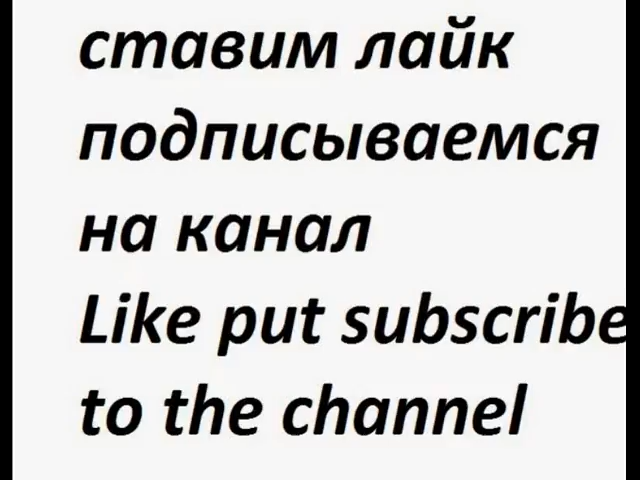 ставим лайк
подписываемся
на канал
Like put subscribe
to the channel